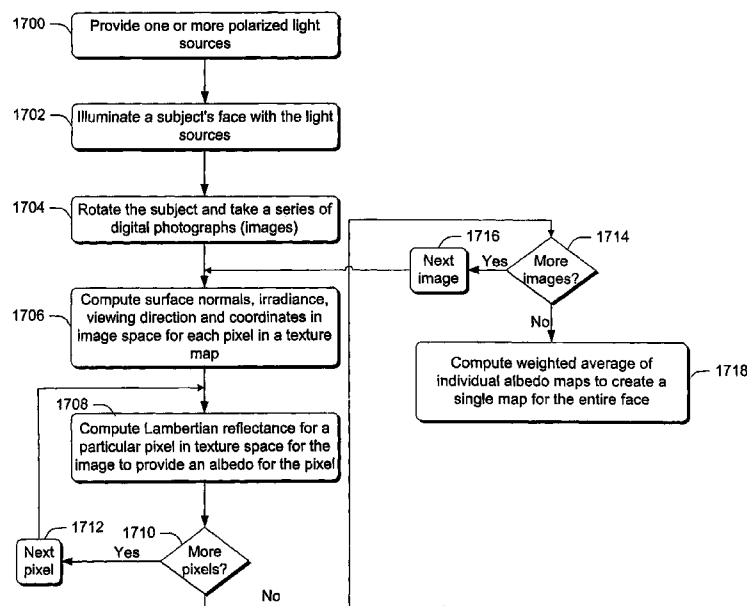 1700
Provide one or more polarized light
sources
1702
Illuminate a subject's face with the light
sources
1704
Rotate the subject and take a series of
digital photographs (images)
1706
Compute surface normals, irradiance,
viewing direction and coordinates in
image space for each pixel in a texture
map
1708
Compute Lambertian reflectance for a
particular pixel in texture space for the
image to provide an albedo for the pixel
1710
More
pixels?
Yes
1712
Next
pixel
No
1714
More
images?
Yes
1716
Next
image
No
1718
Compute weighted average of
individual albedo maps to create a
single map for the entire face